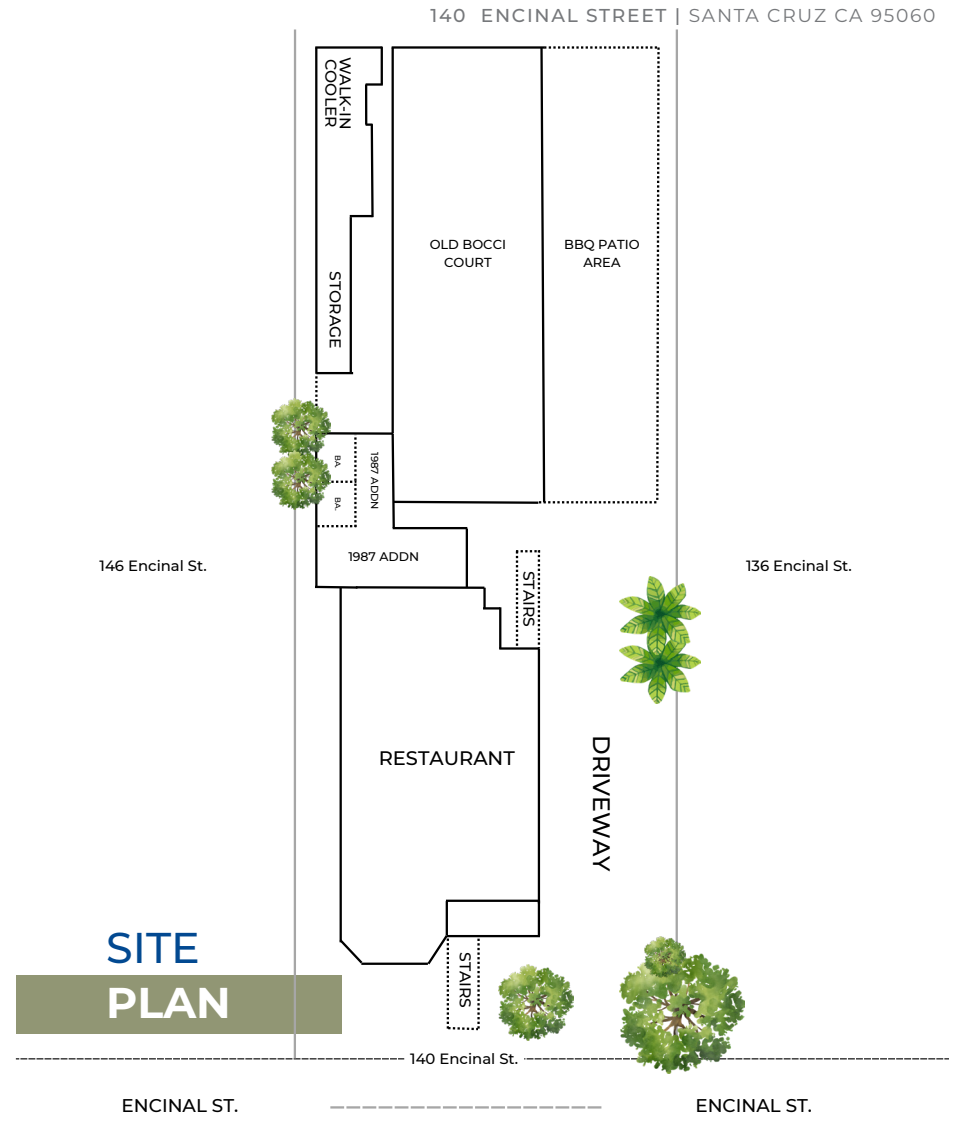 140 ENCINAL STREET | SANTA CRUZ CA 95060
WALK-IN
COOLER
OLD BOCCI
COURT
BBQ PATIO
AREA
STORAGE
BA.
1987 ADDN
BA.
1987 ADDN
146 Encinal St.
136 Encinal St.
STAIRS
RESTAURANT
DRIVEWAY
SITE
PLAN
STAIRS
140 Encinal St.
ENCINAL ST.
ENCINAL ST.